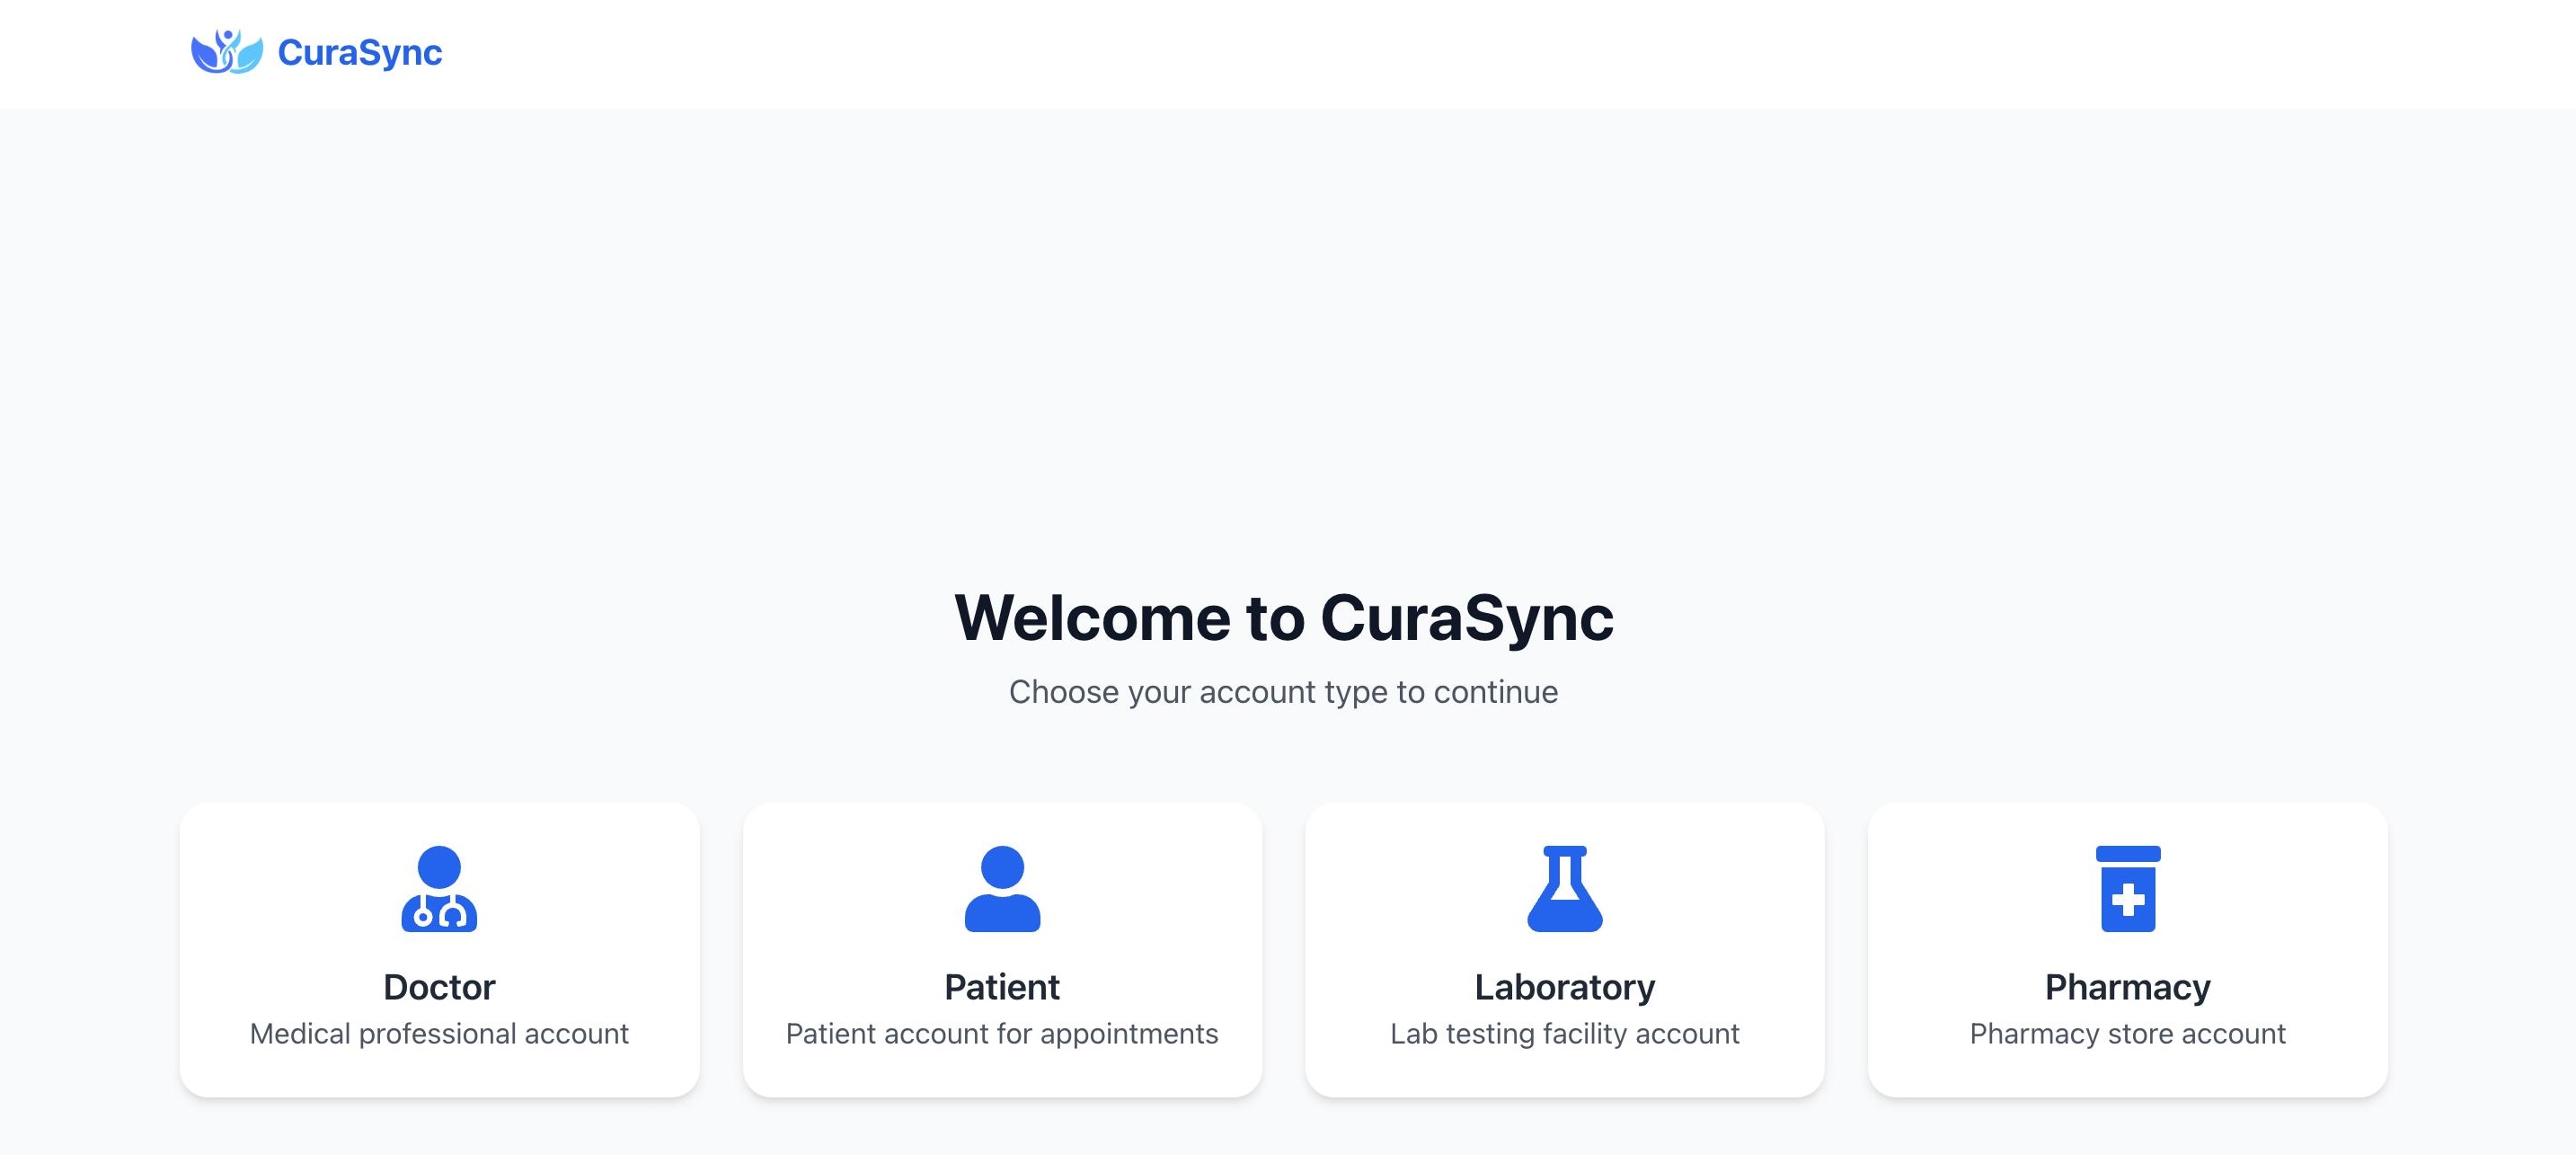 CuraSync
Welcome to CuraSync
Choose your account type to continue
Doctor
Medical professional account
Patient
Patient account for appointments
Laboratory
Lab testing facility account
Pharmacy
Pharmacy store account